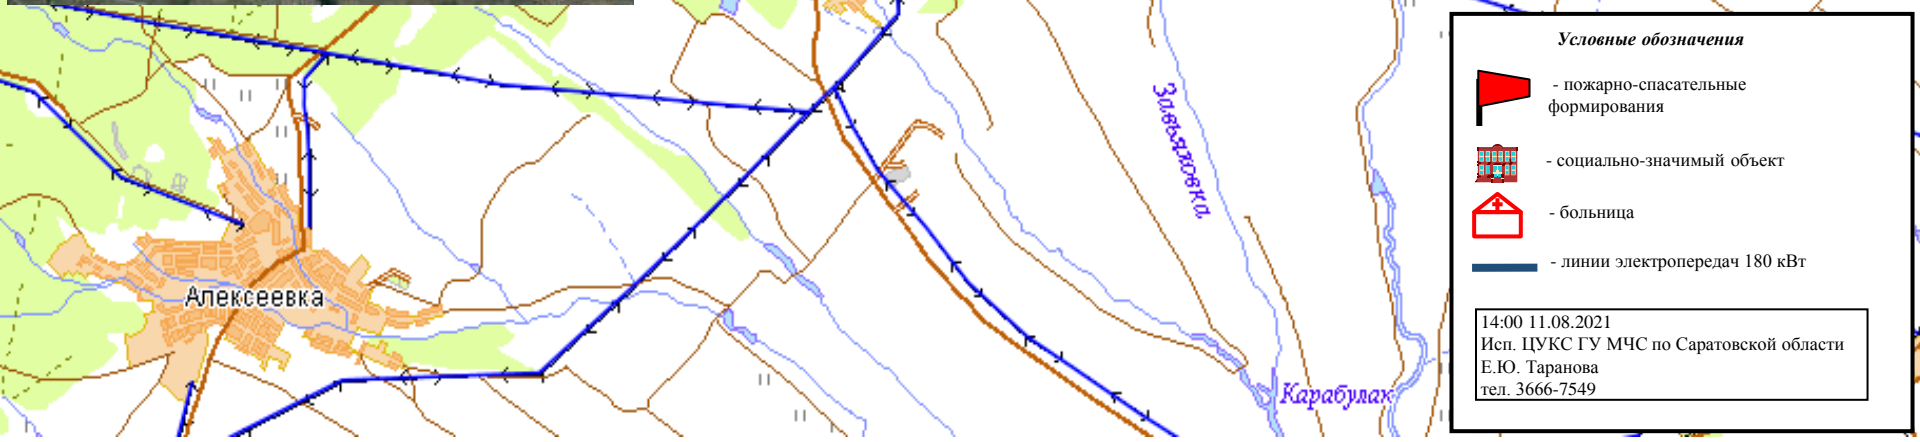 Завьяловка
Алексеевка
Карабулак
Условные обозначения
- пожарно-спасательные
формирования
- социально-значимый объект
- больница
- линии электропередач 180 кВт
14:00 11.08.2021
Исп. ЦУКС ГУ МЧС по Саратовской области
Е.Ю. Таранова
тел. 3666-7549